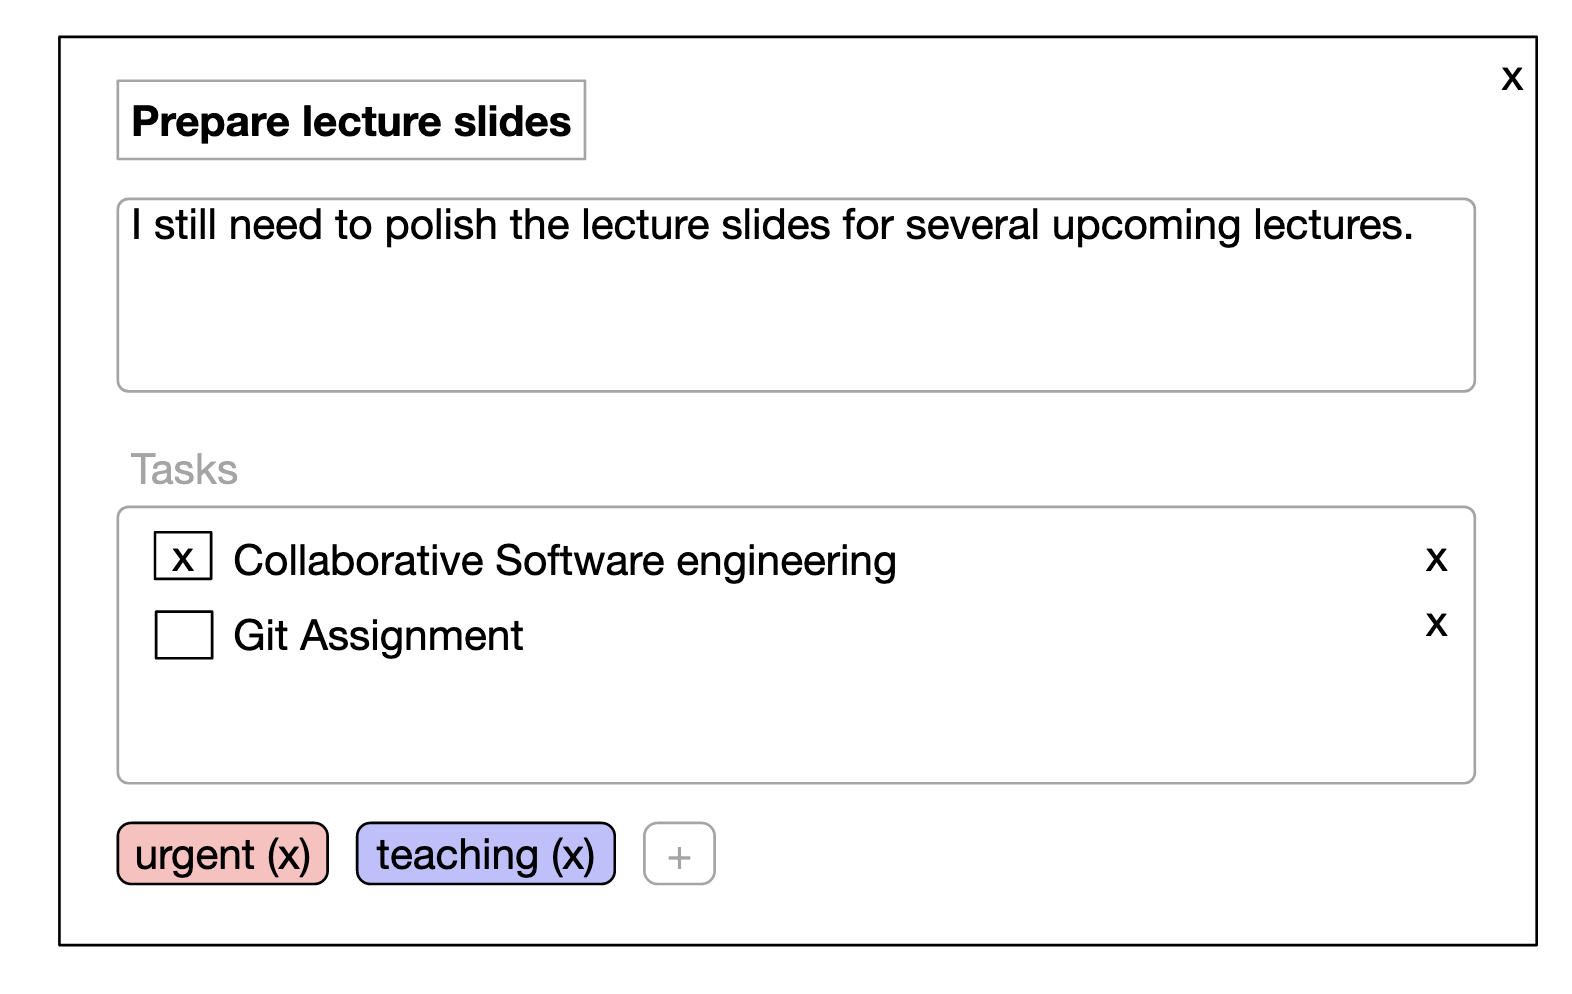 Prepare lecture slides
x
I still need to polish the lecture slides for several upcoming lectures.
Tasks
x Collaborative Software engineering x
Git Assignment x
urgent (x) teaching (x) +